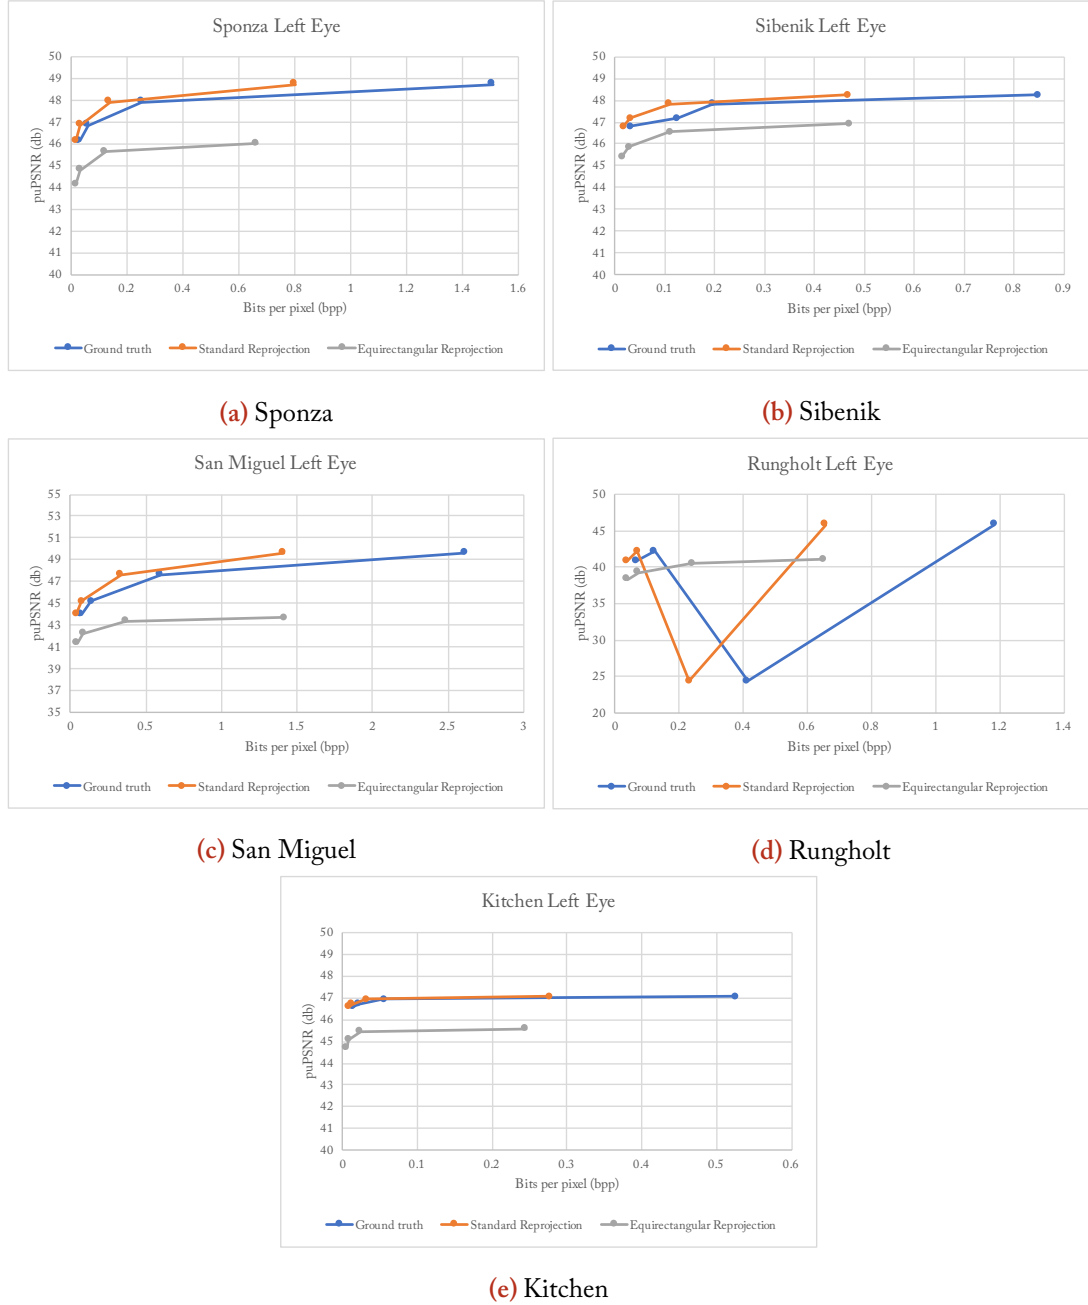 Sponza Left Eye
50
49
48
47
46
45
44
43
42
41
40
puPSNR (db)
0 0.2 0.4 0.6 0.8 1 1.2 1.4 1.6
Bits per pixel (bpp)
Ground truth Standard Reprojection Equirectangular Reprojection
(a) Sponza
Sibenik Left Eye
50
49
48
47
46
45
44
43
42
41
40
puPSNR (db)
0 0.1 0.2 0.3 0.4 0.5 0.6 0.7 0.8 0.9
Bits per pixel (bpp)
Ground truth Standard Reprojection Equirectangular Reprojection
(b) Sibenik
San Miguel Left Eye
55
53
51
49
47
45
43
41
39
37
35
puPSNR (db)
0 0.5 1 1.5 2 2.5 3
Bits per pixel (bpp)
Ground truth Standard Reprojection Equirectangular Reprojection
(c) San Miguel
Rungholt Left Eye
50
45
40
35
30
25
20
puPSNR (db)
0 0.2 0.4 0.6 0.8 1 1.2 1.4
Bits per pixel (bpp)
Ground truth Standard Reprojection Equirectangular Reprojection
(d) Rungholt
Kitchen Left Eye
50
49
48
47
46
45
44
43
42
41
40
puPSNR (db)
0 0.1 0.2 0.3 0.4 0.5 0.6
Bits per pixel (bpp)
Ground truth Standard Reprojection Equirectangular Reprojection
(e) Kitchen